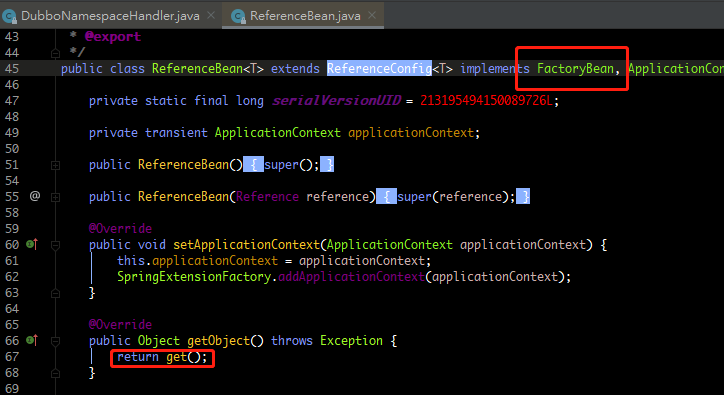 DubboNamespaceHandler.java × ReferenceBean.java ×
43 * @export
44 */
45 public class ReferenceBean<T> extends ReferenceConfig<T> implements FactoryBean, ApplicationCon
46
47 private static final long serialVersionUID = 213195494150089726L;
48
49 private transient ApplicationContext applicationContext;
50
51 public ReferenceBean() { super(); }
54
55 @ public ReferenceBean(Reference reference) { super(reference); }
58
59 @Override
60 public void setApplicationContext(ApplicationContext applicationContext) {
61 this.applicationContext = applicationContext;
62 SpringExtensionFactory.addApplicationContext(applicationContext);
63 }
64
65 @Override
66 public Object getObject() throws Exception {
67 return get();
68 }
69